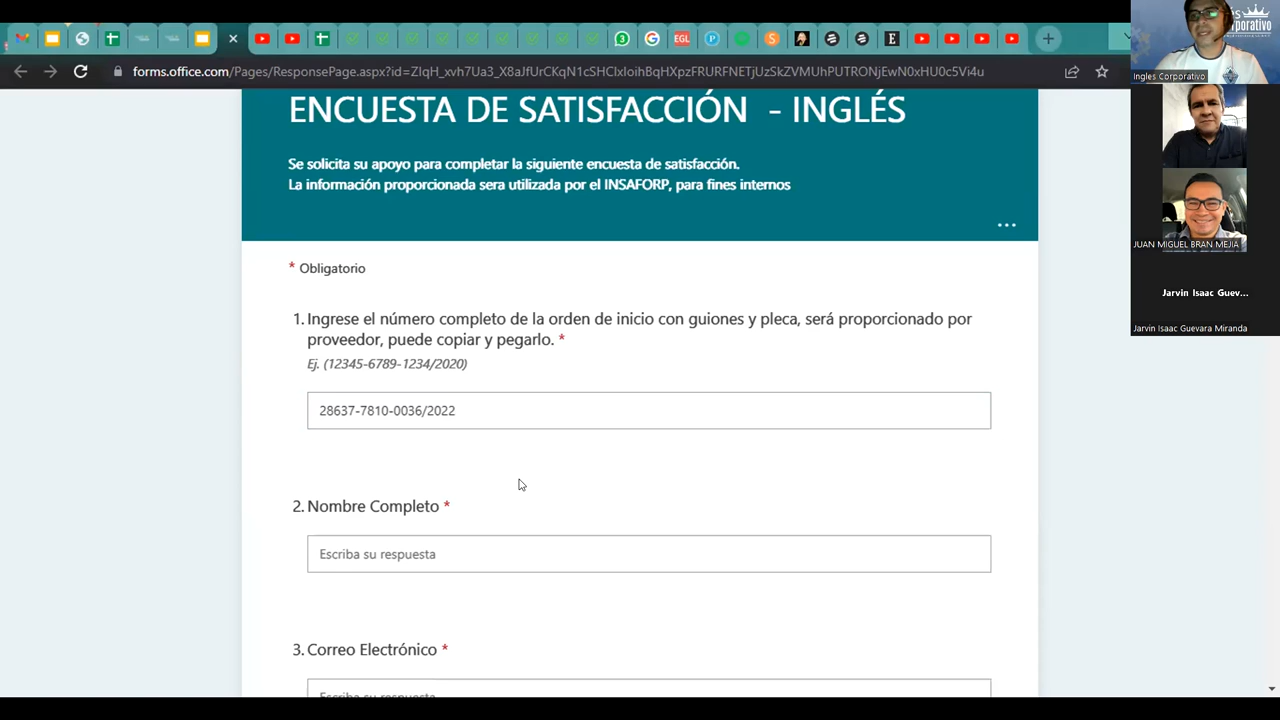 forms.office.com/Pages/ResponsePage.aspx?id=ZIqH_xvh7Ua3_X8aJfUrCKqN1cSHClxIoihBqHXpzFRURFNETjUzSkZVMUhPUTRONjEwN0xHU0c5Vi4u
ENCUESTA DE SATISFACCIÓN - INGLÉS
Se solicita su apoyo para completar la siguiente encuesta de satisfacción.
La información proporcionada sera utilizada por el INSAFORP, para fines internos
* Obligatorio
1. Ingrese el número completo de la orden de inicio con guiones y pleca, será proporcionado por
proveedor, puede copiar y pegarlo. *
Ej. (12345-6789-1234/2020)
28637-7810-0036/2022
2. Nombre Completo *
Escriba su respuesta
3. Correo Electrónico *
Escriba su respuesta
Ingles Corporativo
JUAN MIGUEL BRAN MEJIA
Jarvin Isaac Guev...
Jarvin Isaac Guevara Miranda